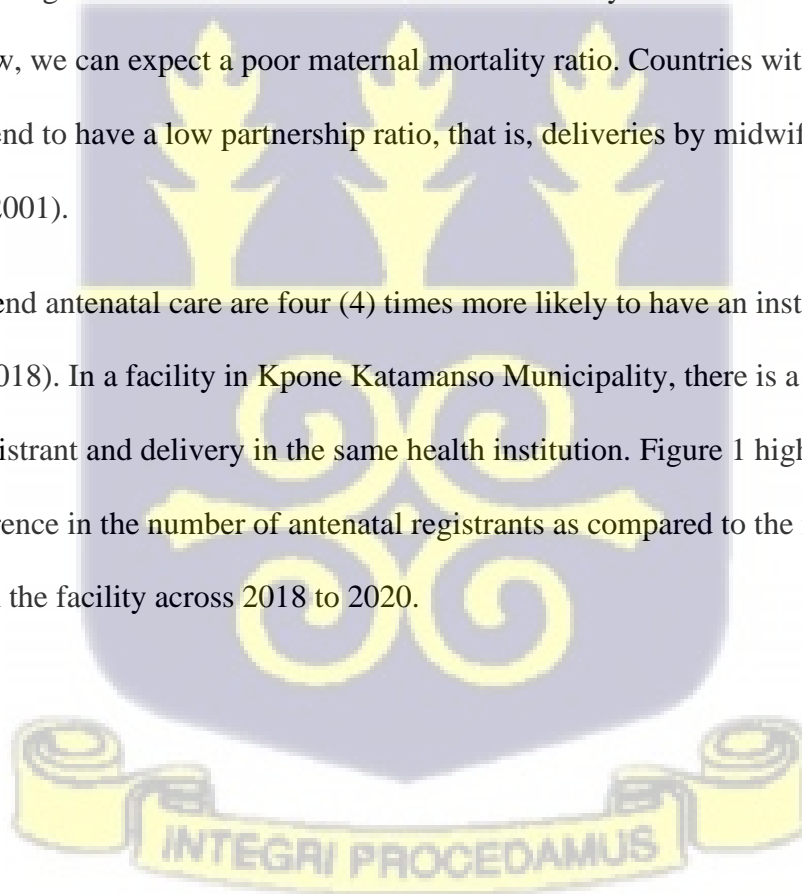 w, we can expect a poor maternal mortality ratio. Countries wit
end to have a low partnership ratio, that is, deliveries by midwif
2001).
end antenatal care are four (4) times more likely to have an inst
018). In a facility in Kpone Katamanso Municipality, there is a
istrant and delivery in the same health institution. Figure 1 high
rence in the number of antenatal registrants as compared to the
the facility across 2018 to 2020.
INTEGRI PROCEDAMUS